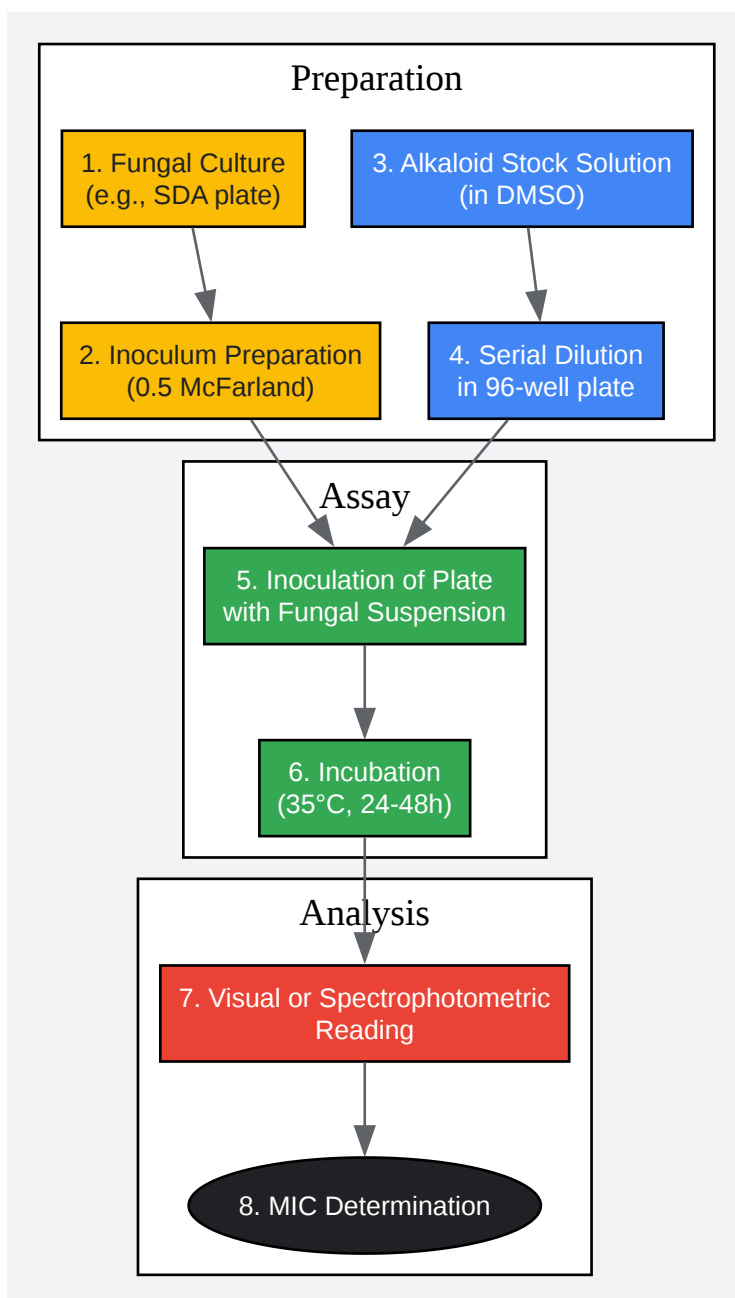 Preparation
1. Fungal Culture
(e.g., SDA plate)
3. Alkaloid Stock Solution
(in DMSO)
2. Inoculum Preparation
(0.5 McFarland)
4. Serial Dilution
in 96-well plate
Assay
5. Inoculation of Plate
with Fungal Suspension
6. Incubation
(35°C, 24-48h)
Analysis
7. Visual or Spectrophotometric
Reading
8. MIC Determination